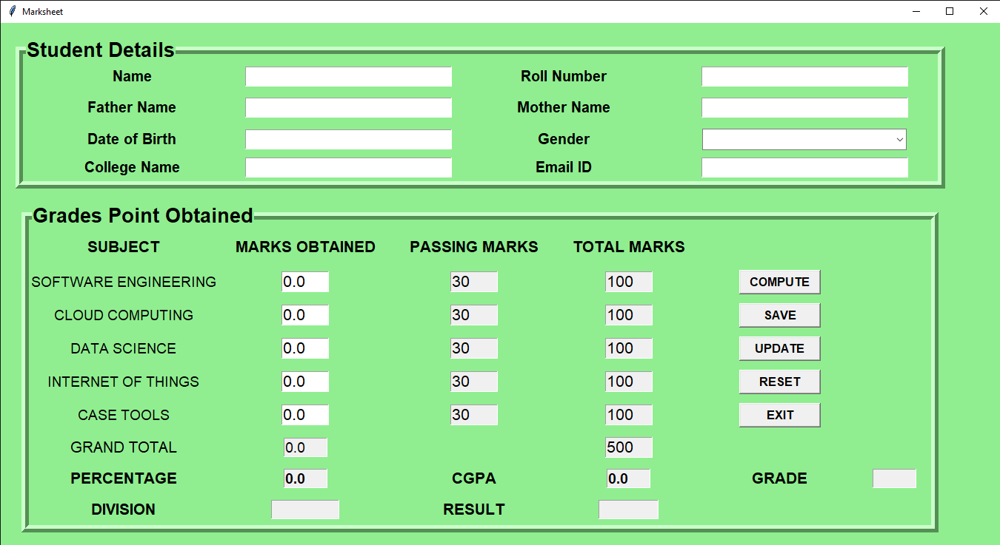 Marksheet
Student Details
Name Roll Number
Father Name Mother Name
Date of Birth Gender
College Name Email ID
Grades Point Obtained
SUBJECT MARKS OBTAINED PASSING MARKS TOTAL MARKS
SOFTWARE ENGINEERING 0.0 30 100 COMPUTE
CLOUD COMPUTING 0.0 30 100 SAVE
DATA SCIENCE 0.0 30 100 UPDATE
INTERNET OF THINGS 0.0 30 100 RESET
CASE TOOLS 0.0 30 100 EXIT
GRAND TOTAL 0.0 500
PERCENTAGE 0.0 CGPA 0.0 GRADE
DIVISION RESULT